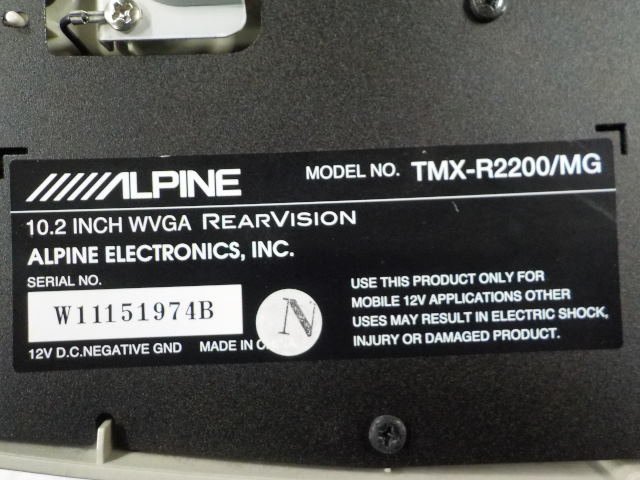 ALPINE
MODEL NO. TMX-R2200/MG
10.2 INCH WVGA REARVISION
ALPINE ELECTRONICS, INC.
SERIAL NO.
W11151974B
N
12V D.C.NEGATIVE GND MADE IN CHINA
USE THIS PRODUCT ONLY FOR
MOBILE 12V APPLICATIONS OTHER
USES MAY RESULT IN ELECTRIC SHOCK,
INJURY OR DAMAGED PRODUCT.